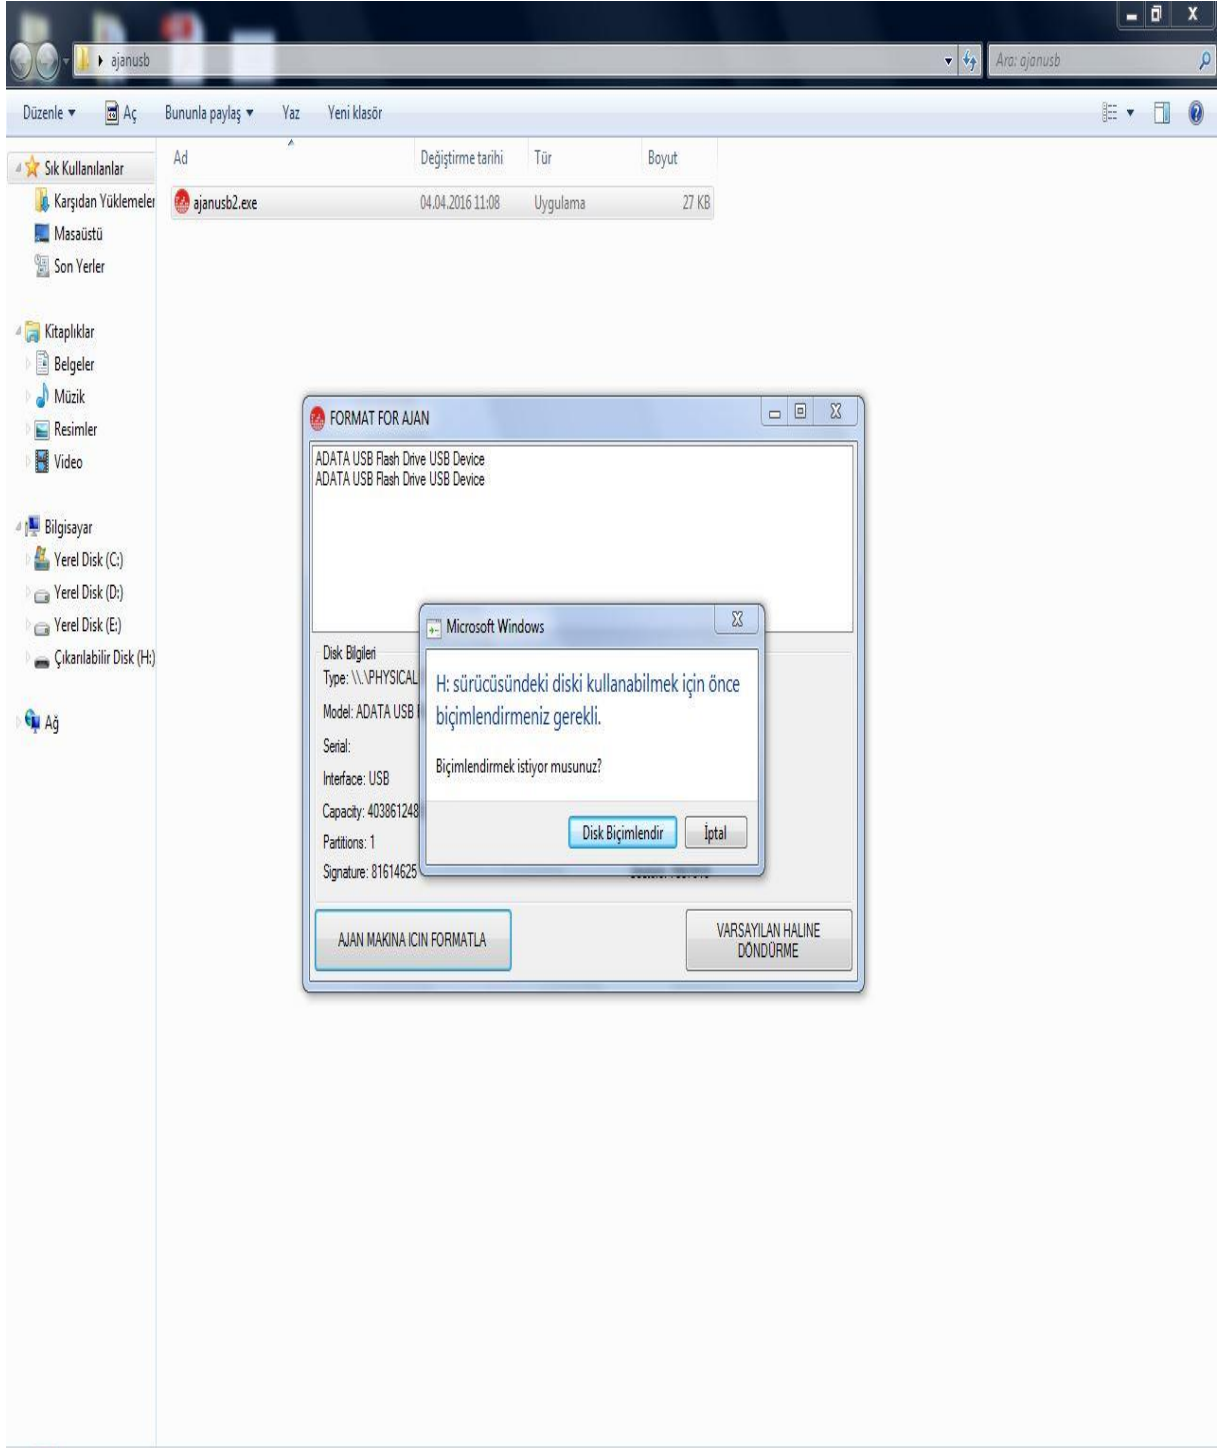 ajanusb
Ara: ajanusb
Düzenle
Aç
Bununla paylaş
Yaz
Yeni klasör
Sık Kullanılanlar
Karşıdan Yüklemeler
Masaüstü
Son Yerler
Kitaplıklar
Belgeler
Müzik
Resimler
Video
Bilgisayar
Yerel Disk (C:)
Yerel Disk (D:)
Yerel Disk (E:)
Çıkarılabilir Disk (H:)
Ağ
Ad Değiştirme tarihi Tür Boyut
ajanusb2.exe 04.04.2016 11:08 Uygulama 27 KB
FORMAT FOR AJAN
ADATA USB Flash Drive USB Device
ADATA USB Flash Drive USB Device
Disk Bilgileri
Type: \\.\PHYSICAL
Model: ADATA USB
Serial:
Interface: USB
Capacity: 403861248
Partitions: 1
Signature: 81614625
Microsoft Windows
H: sürücüsündeki diski kullanabilmek için önce
biçimlendirmeniz gerekli.
Biçimlendirmek istiyor musunuz?
Disk Biçimlendir
İptal
AJAN MAKINA ICIN FORMATLA
VARSAYILAN HALINE
DÖNDÜRME